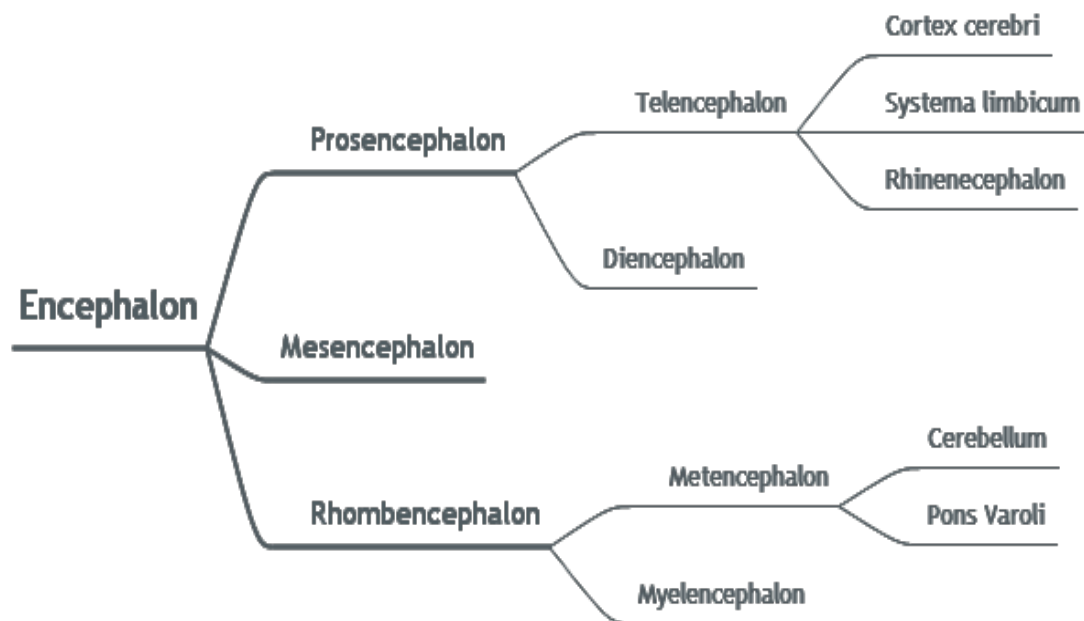 Encephalon
Prosencephalon
Telencephalon
Cortex cerebri
Systema limbicum
Rhinenecephalon
Diencephalon
Mesencephalon
Rhombencephalon
Metencephalon
Cerebellum
Pons Varoli
Myelencephalon